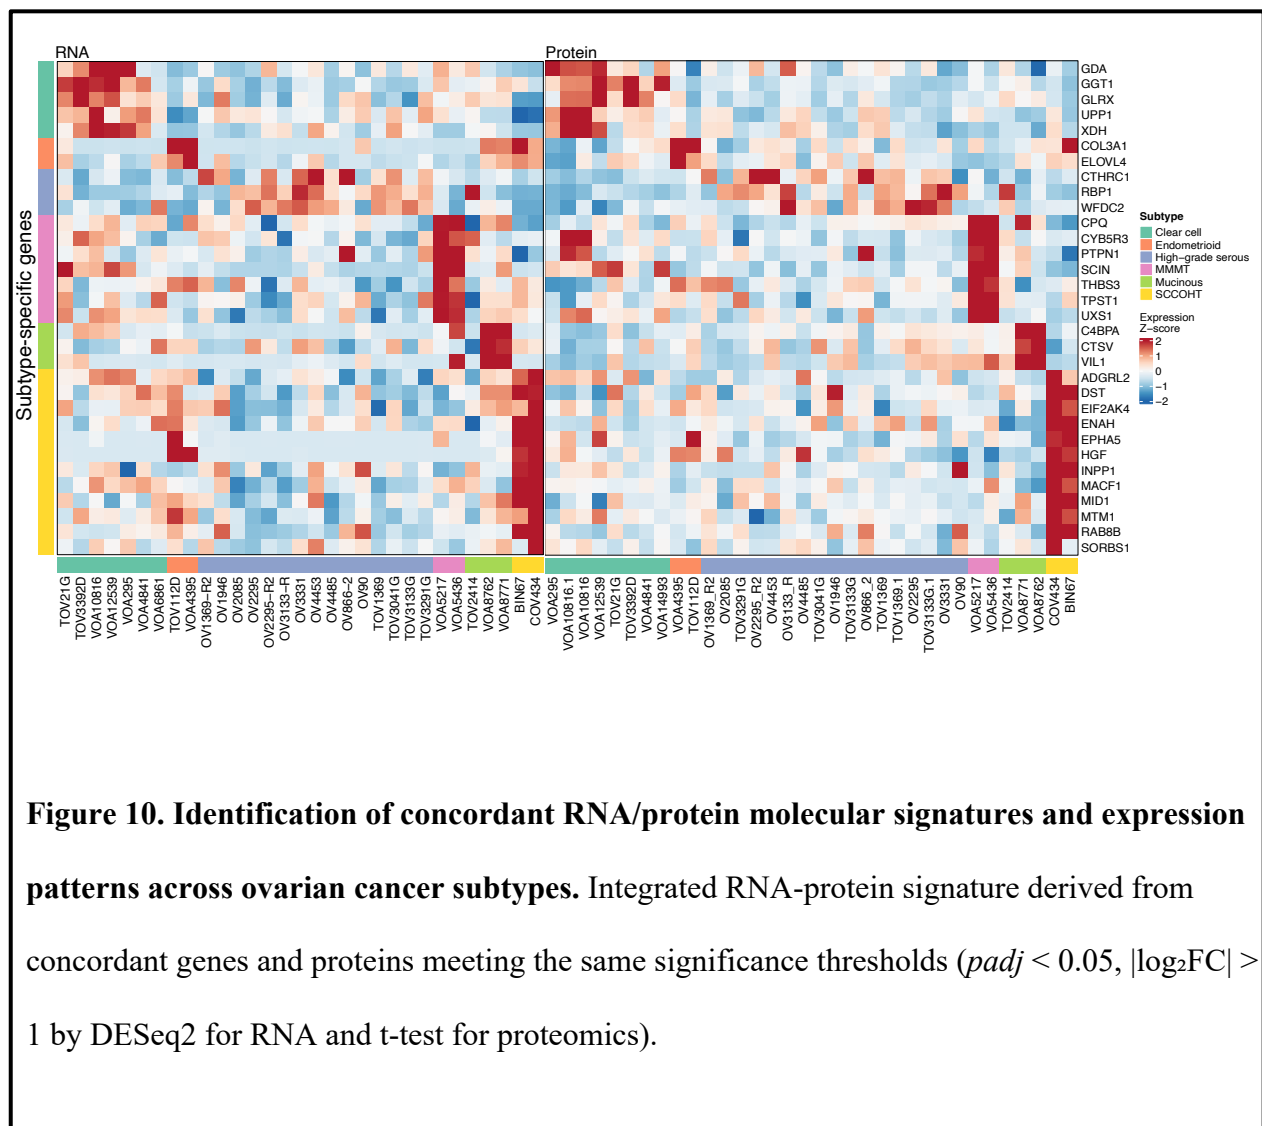 RNA
Protein
GDA
GGT1
GLRX
UPP1
XDH
COL3A1
ELOVL4
CTHRC1
RBP1
WFDC2
CPQ
CYB5R3
PTPN1
SCIN
THBS3
TPST1
UXS1
C4BPA
CTSV
VIL1
ADGRL2
DST
EIF2AK4
ENAH
EPHA5
HGF
INPP1
MACF1
MID1
MTM1
RAB8B
SORBS1
Subtype-specific genes
Subtype
Clear cell
Endometrioid
High-grade serous
MMMT
Mucinous
SCCOHT
Expression
Z-score
2
1
0
−1
−2
TOV21G
TOV3392D
VOA10816
VOA12539
VOA295
VOA4841
VOA6861
TOV112D
VOA4395
OV1369-R2
OV1946
OV2085
OV2295
OV2295-R2
OV3133-R
OV3331
OV4453
OV4485
OV866-2
OV90
TOV1369
TOV3041G
TOV3133G
TOV3291G
VOA5217
VOA5436
TOV2414
VOA8762
VOA8771
BIN67
COV434
VOA295
VOA10816.1
VOA10816
VOA12539
TOV21G
TOV3392D
VOA4841
VOA14993
VOA4395
TOV112D
OV1369_R2
OV2085
TOV3291G
OV2295_R2
OV4453
OV3133_R
OV4485
TOV3041G
OV1946
TOV3133G
OV866_2
TOV1369
TOV1369.1
OV2295
TOV3133G.1
OV3331
OV90
VOA5217
VOA5436
TOV2414
VOA8771
VOA8762
COV434
BIN67
Figure 10. Identification of concordant RNA/protein molecular signatures and expression
patterns across ovarian cancer subtypes. Integrated RNA-protein signature derived from
concordant genes and proteins meeting the same significance thresholds (padj < 0.05, |log₂FC| >
1 by DESeq2 for RNA and t-test for proteomics).